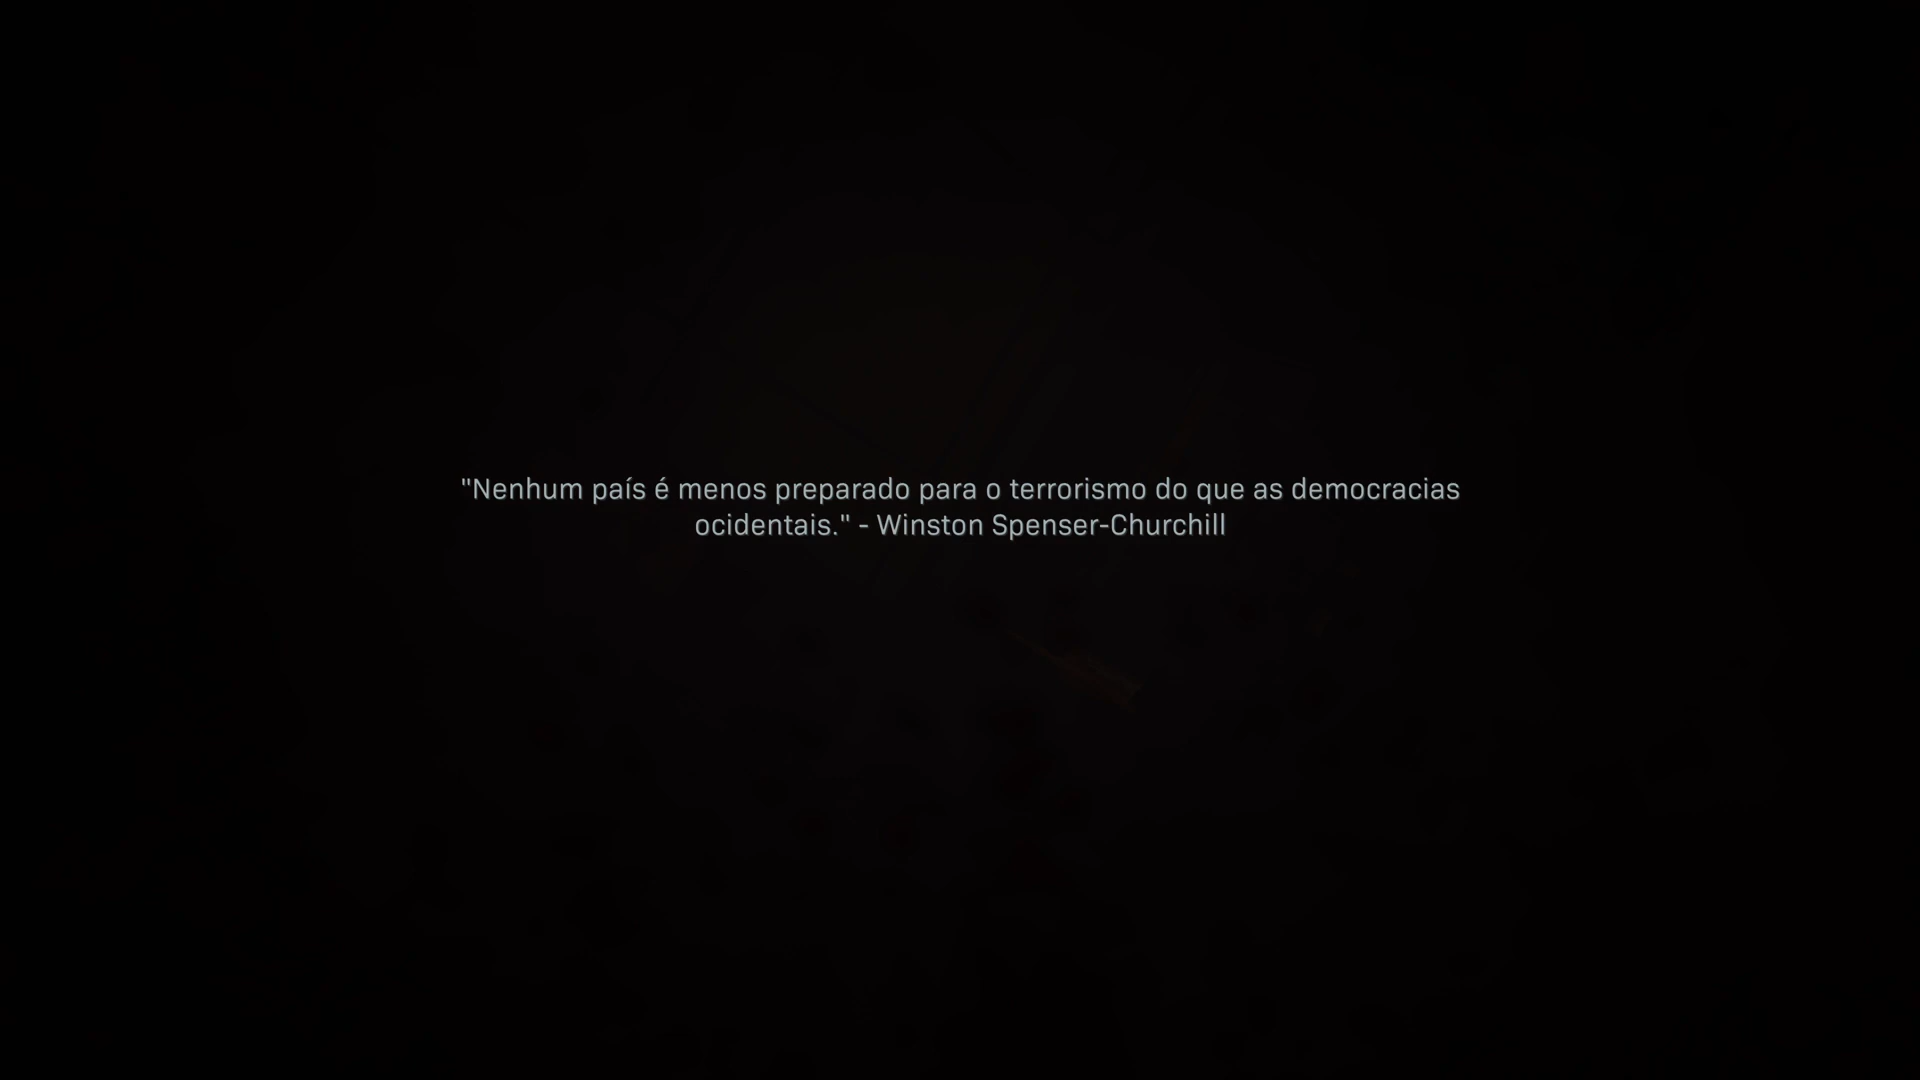 "Nenhum país é menos preparado para o terrorismo do que as democracias
ocidentais." - Winston Spenser-Churchill